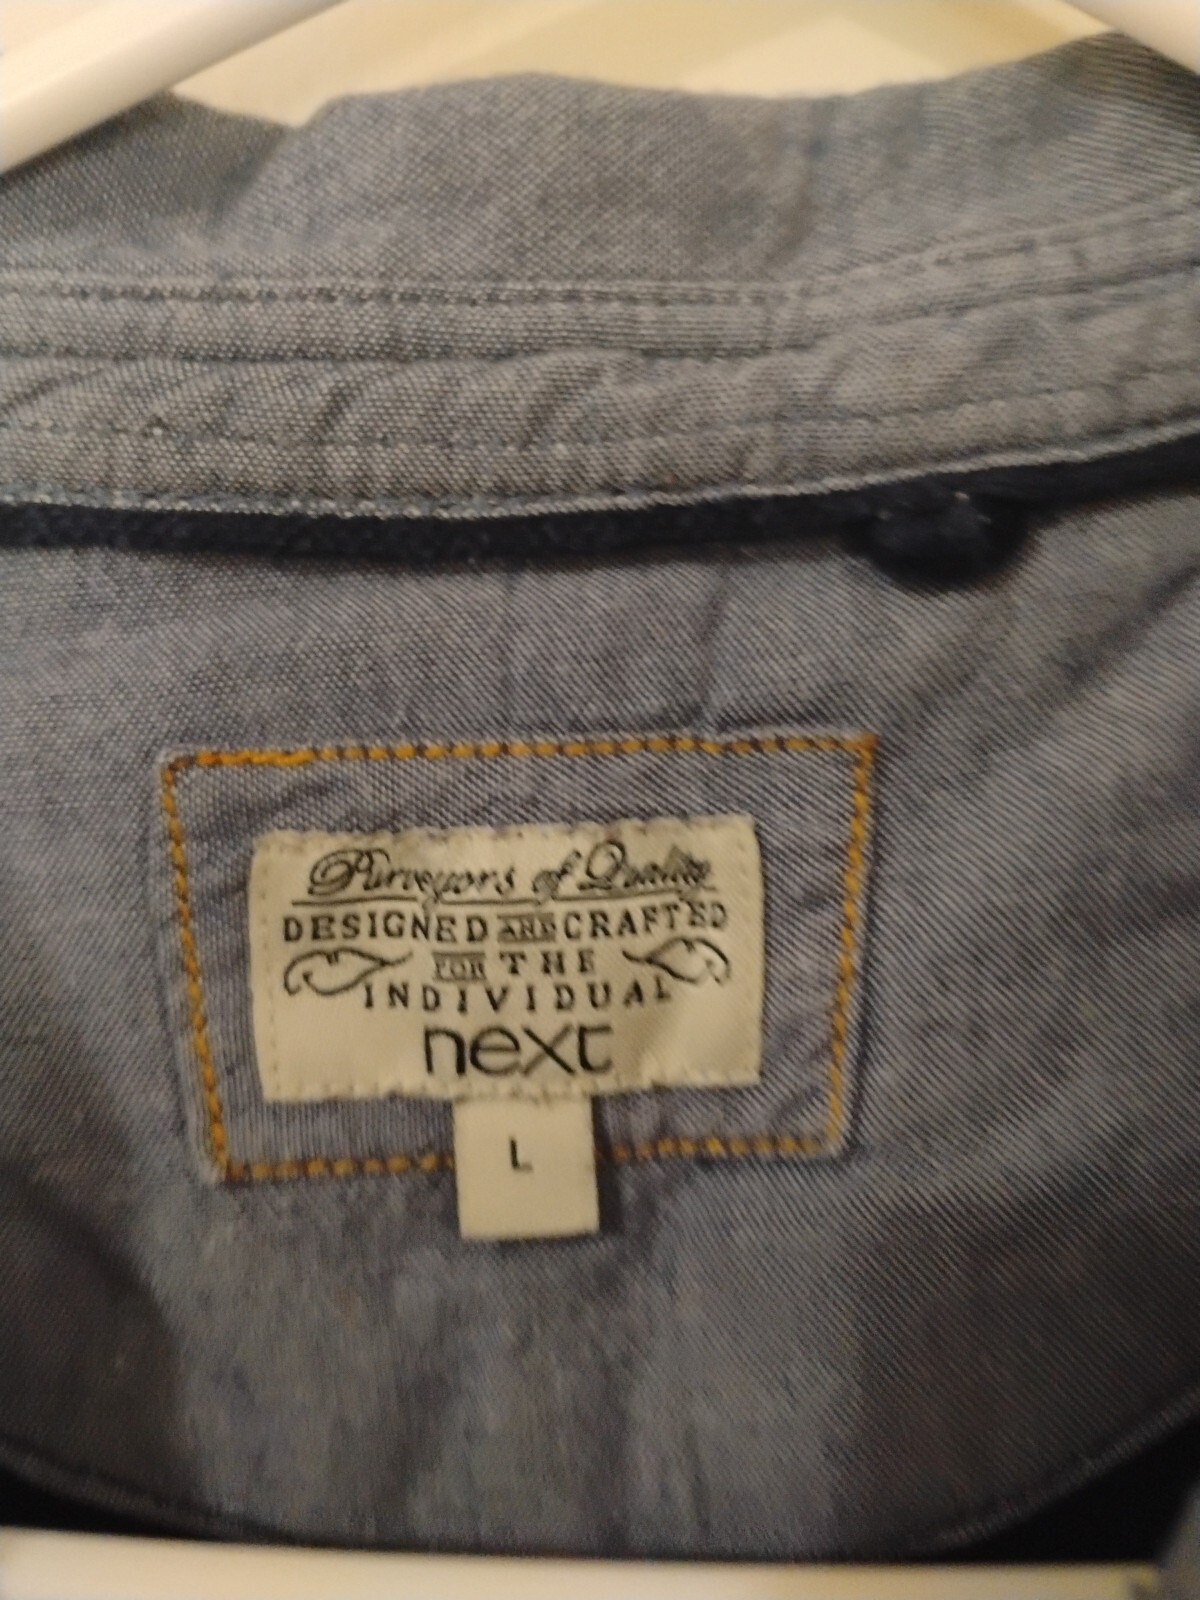 Purveyors of Quality
DESIGNED AND CRAFTED
FOR THE
INDIVIDUAL
next
L